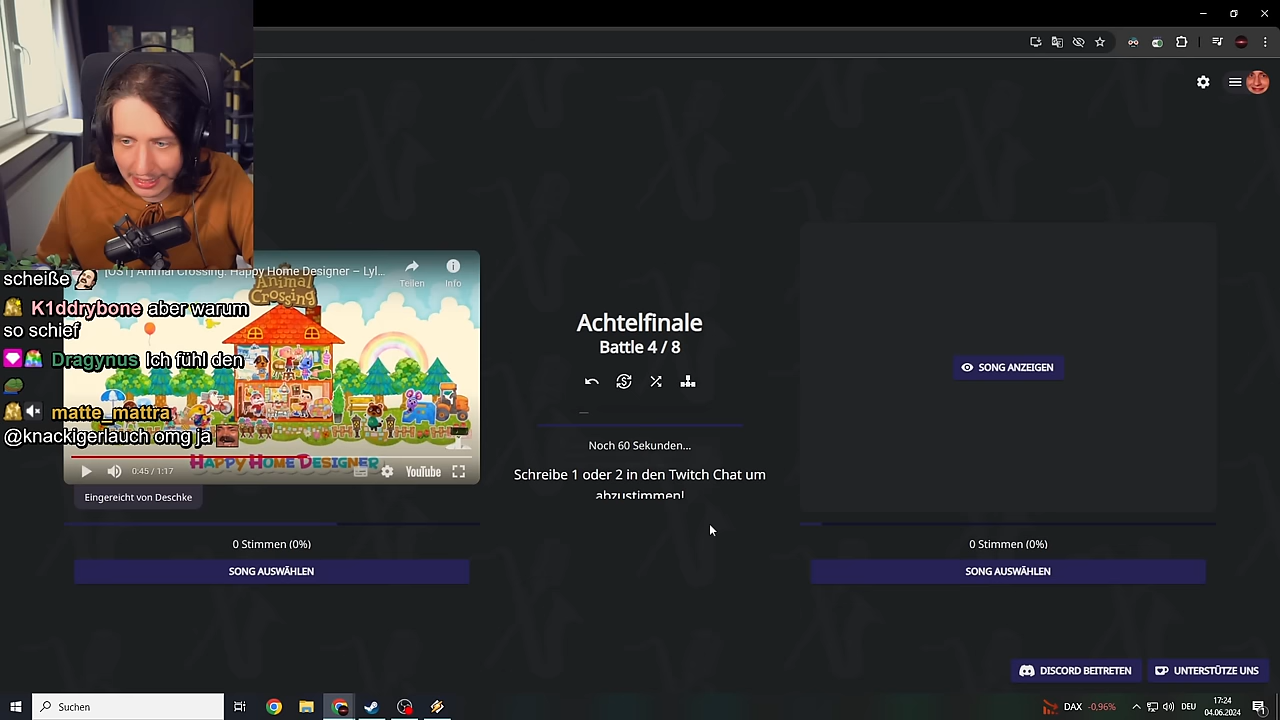 [OST] Animal Crossing: Happy Home Designer – Lyl...
Teilen
Info
Animal
Crossing
scheiße
K1ddrybone aber warum
so schief
Dragynus Ich fühl den
matte_mattra
@knackigerlauch omg ja
HAPPY HOME DESIGNER
0:45 / 1:17
YouTube
Eingereicht von Deschke
0 Stimmen (0%)
SONG AUSWÄHLEN
Achtelfinale
Battle 4 / 8
Noch 60 Sekunden...
Schreibe 1 oder 2 in den Twitch Chat um
abzustimmen!
SONG ANZEIGEN
0 Stimmen (0%)
SONG AUSWÄHLEN
DISCORD BEITRETEN
UNTERSTÜTZE UNS
Suchen
DAX -0,96%
DEU
17:24
04.06.2024